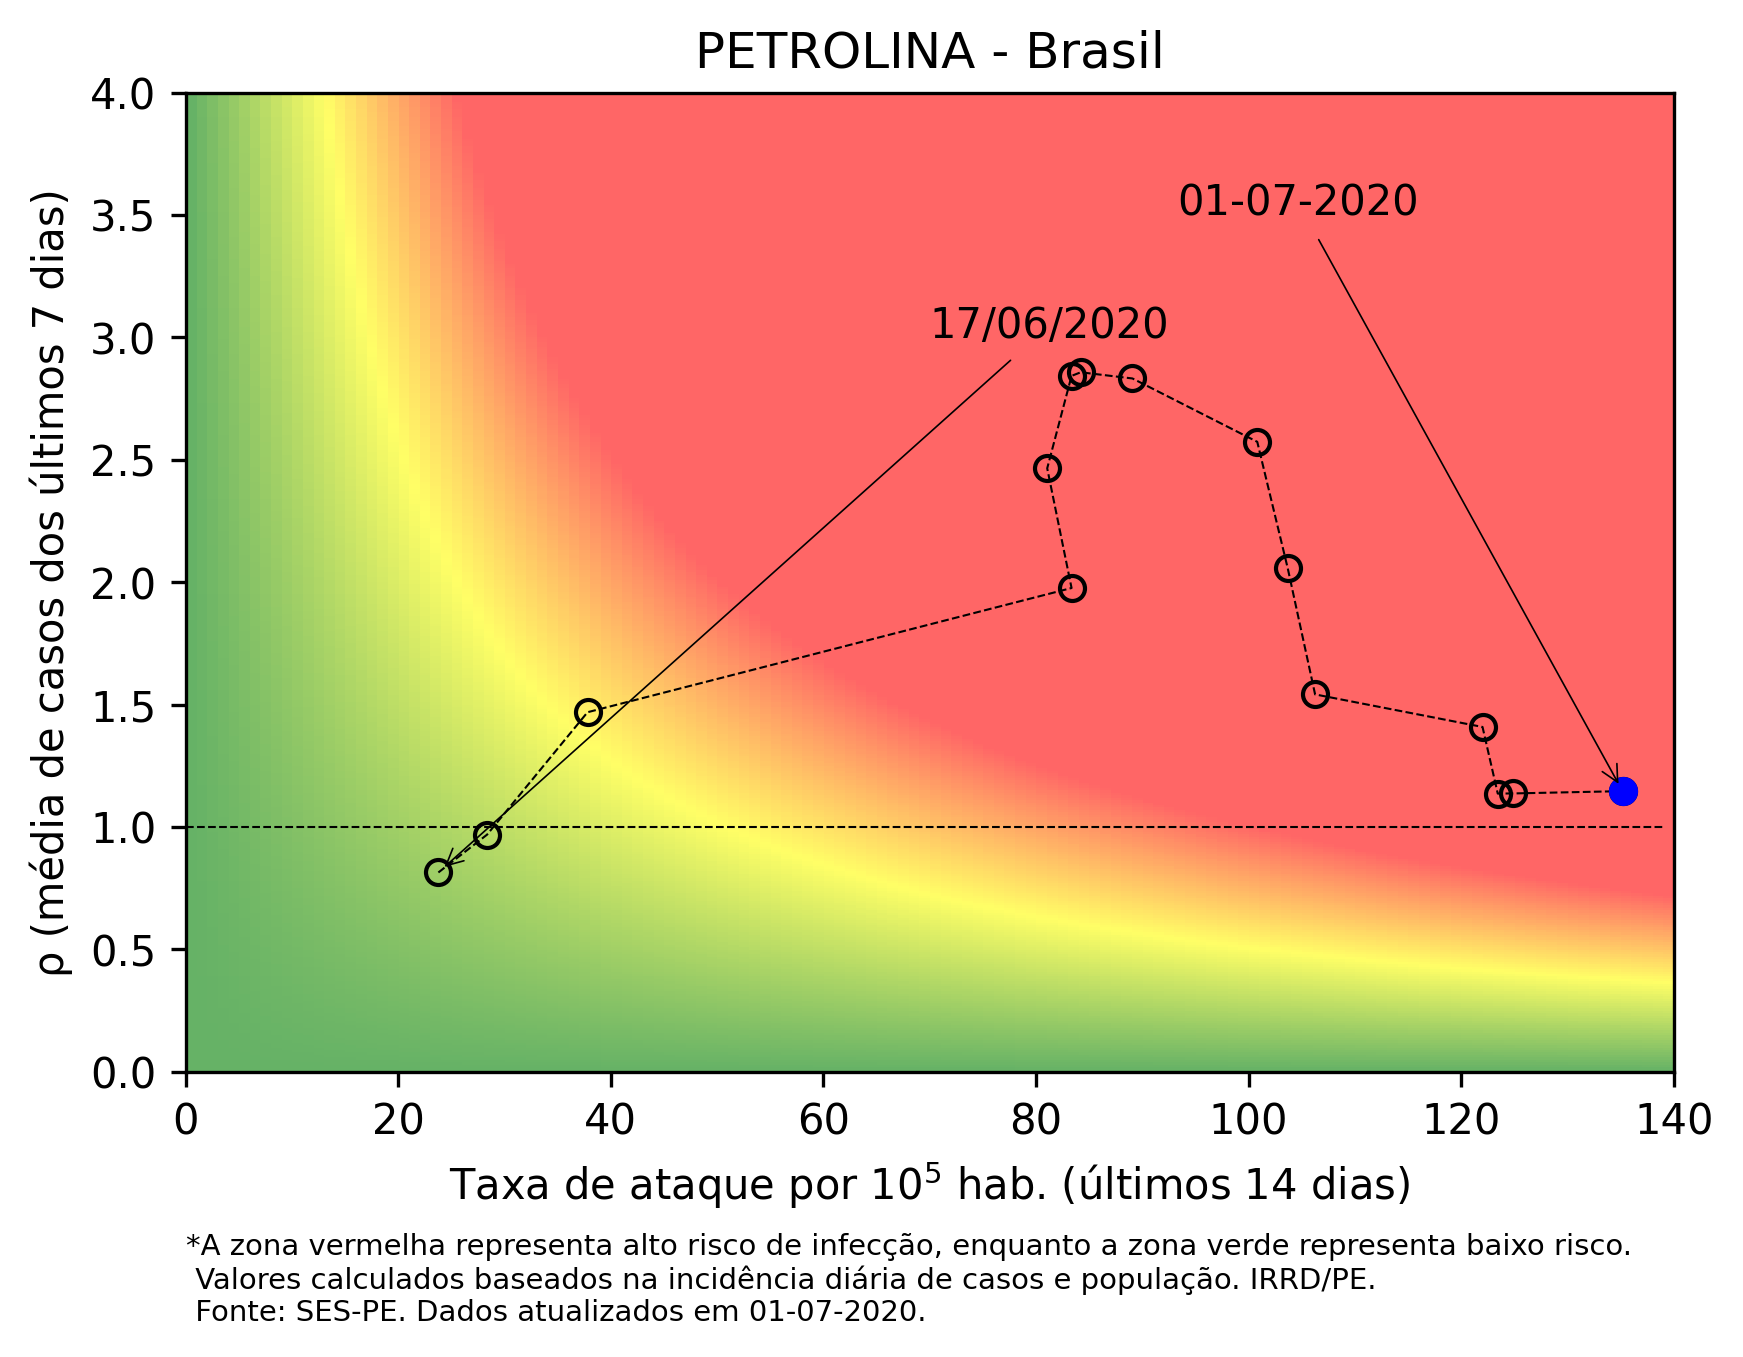 PETROLINA - Brasil
4.0
3.5
3.0
2.5
2.0
1.5
1.0
0.5
0.0
ρ (média de casos dos últimos 7 dias)
01-07-2020
17/06/2020
0 20 40 60 80 100 120 140
Taxa de ataque por 10⁵ hab. (últimos 14 dias)
*A zona vermelha representa alto risco de infecção, enquanto a zona verde representa baixo risco.
Valores calculados baseados na incidência diária de casos e população. IRRD/PE.
Fonte: SES-PE. Dados atualizados em 01-07-2020.